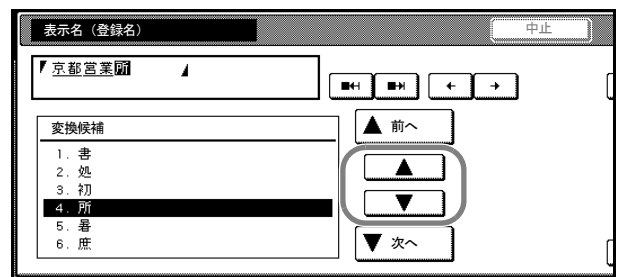 表示名（登録名）
中止
京都営業所
変換候補
前へ
1. 書
2. 処
3. 初
4. 所
5. 暑
6. 庶
次へ